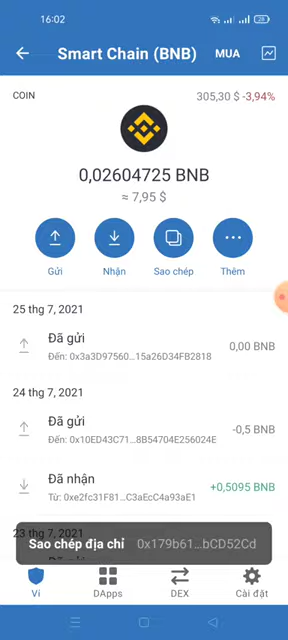 16:02
28
Smart Chain (BNB)
MUA
COIN
305,30 $ -3,94%
0,02604725 BNB
≈ 7,95 $
Gửi
Nhận
Sao chép
Thêm
25 thg 7, 2021
Đã gửi
0,00 BNB
Đến: 0x3a3D97560...15a26D34FB2818
24 thg 7, 2021
Đã gửi
-0,5 BNB
Đến: 0x10ED43C71...8B54704E256024E
Đã nhận
+0,5095 BNB
Từ: 0xe2fc31F81...C3aEcC4a93aE1
23 thg 7, 2021
Sao chép địa chỉ 0x179b61...bCD52Cd
Ví
DApps
DEX
Cài đặt